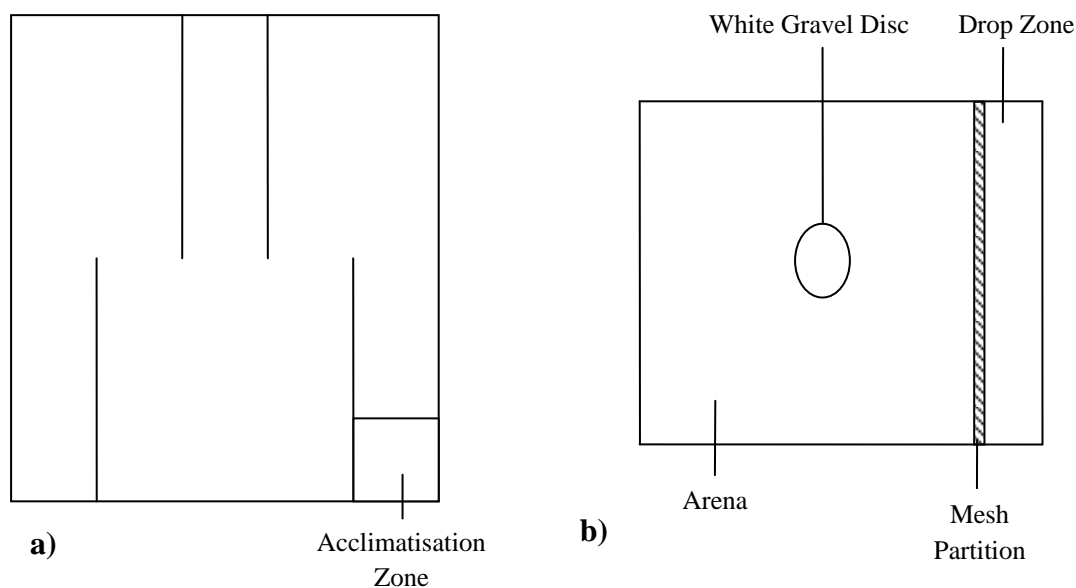 a)
Acclimatisation
Zone
White Gravel Disc
Drop Zone
Arena
Mesh
Partition
b)